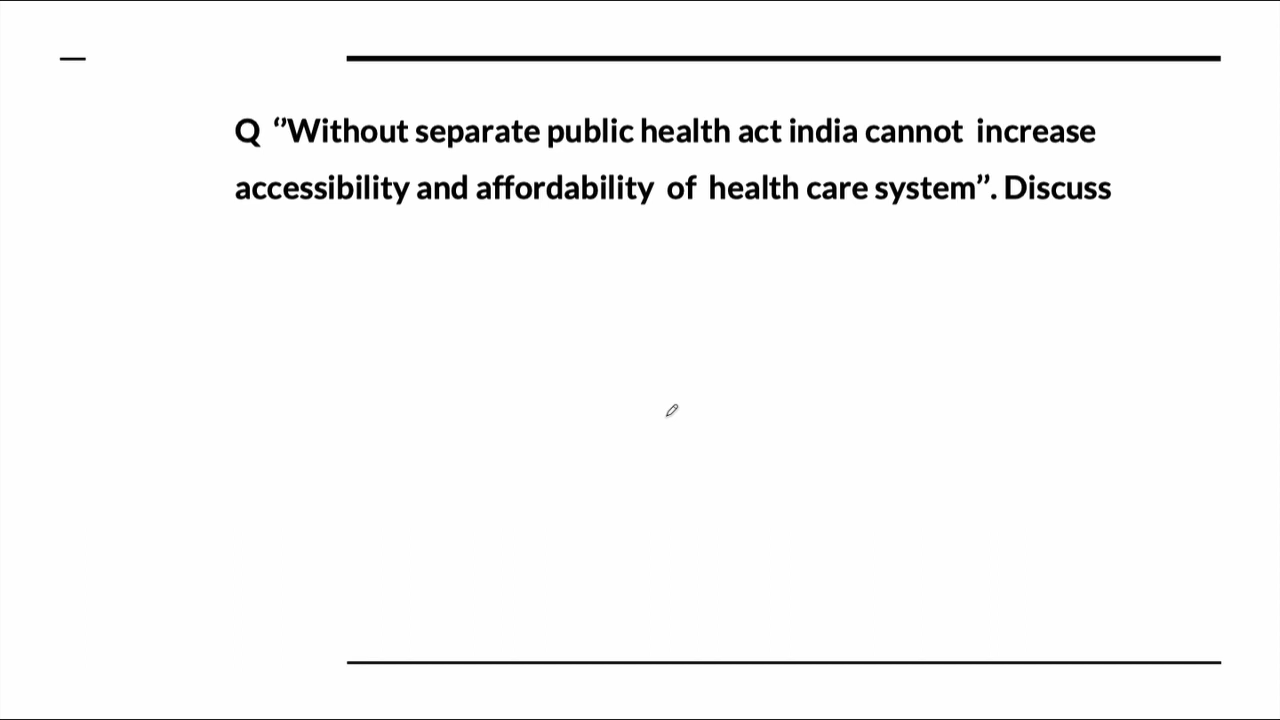 Q ‘’Without separate public health act india cannot increase
accessibility and affordability of health care system’’. Discuss